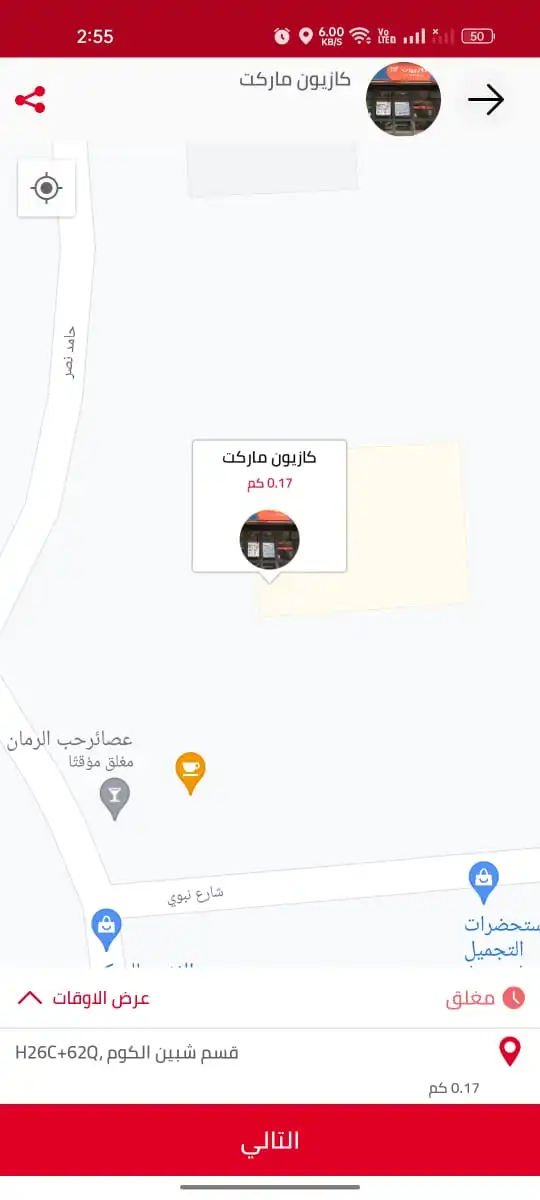 2:55
6.00
KB/S
Vo
LTE
50
كازيون ماركت
حامد نصر
كازيون ماركت
0.17 كم
عصائرحب الرمان
مغلق مؤقتًا
شارع نبوي
ستحضرات
التجميل
مغلق
عرض الاوقات
H26C+62Q, قسم شبين الكوم
0.17 كم
التالي